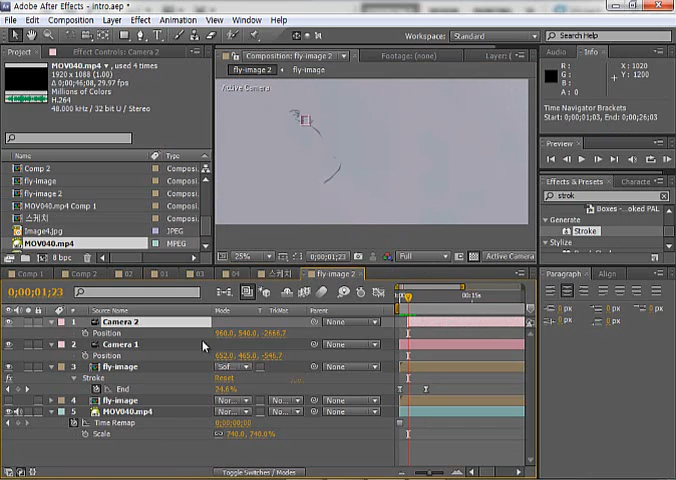 Adobe After Effects - intro.aep *
File Edit Composition Layer Effect Animation View Window Help
Workspace: Standard Search Help
Project Effect Controls: Camera 2
MOV040.mp4 , used 4 times
1920 x 1088 (1.00)
Δ 0;00;46;08, 29.97 fps
Millions of Colors
H.264
48.000 kHz / 32 bit U / Stereo
Name Type
Comp 2 Composi.
fly-image Composi.
fly-image 2 Composi.
MOV040.mp4 Comp 1 Composi.
스케치 Composi.
Image4.jpg JPEG
MOV040.mp4 MPEG
8 bpc
Composition: fly-image 2 Footage: (none) Layer: (
fly-image 2 fly-image
Active Camera
25% 0;00;01;23 Full Active Camera
Audio Info
R : X : 1020
G : Y : 1200
B :
A : 0
Time Navigator Brackets
Start: 0;00;01;03, End: 0;00;26;03
Preview
Effects & Presets Characte
strok
Boxes - ...oked PAL
Generate
Stroke
Stylize
Paragraph Align
0 px 0 px
0 px 0 px
0 px
Comp 1 Comp 2 02 01 03 04 스케치 fly-image 2
0;00;01;23
# Source Name Mode T TrkMat Parent
:00s 00:15s
1 Camera 2 None
Position 960.0, 540.0, -2666.7
2 Camera 1 None
Position 652.0, 465.0, -546.7
3 fly-image Sof... None
fx Stroke Reset
End 24.6%
4 fly-image Nor... No... None
5 MOV040.mp4 Nor... No... None
Time Remap 0;00;00;00
Scale 740.0, 740.0%
Toggle Switches / Modes